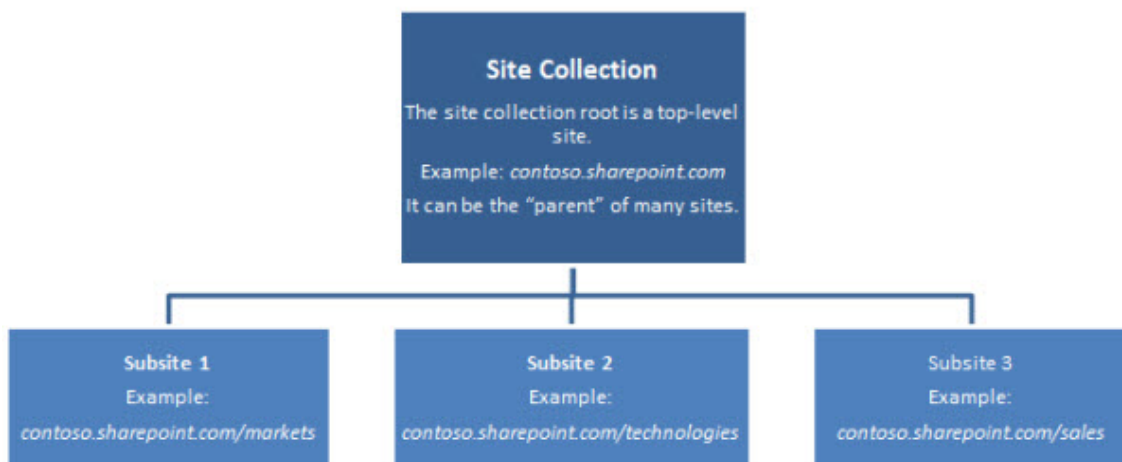 Site Collection
The site collection root is a top-level
site.
Example: contoso.sharepoint.com
It can be the “parent” of many sites.
Subsite 1
Example:
contoso.sharepoint.com/markets
Subsite 2
Example:
contoso.sharepoint.com/technologies
Subsite 3
Example:
contoso.sharepoint.com/sales